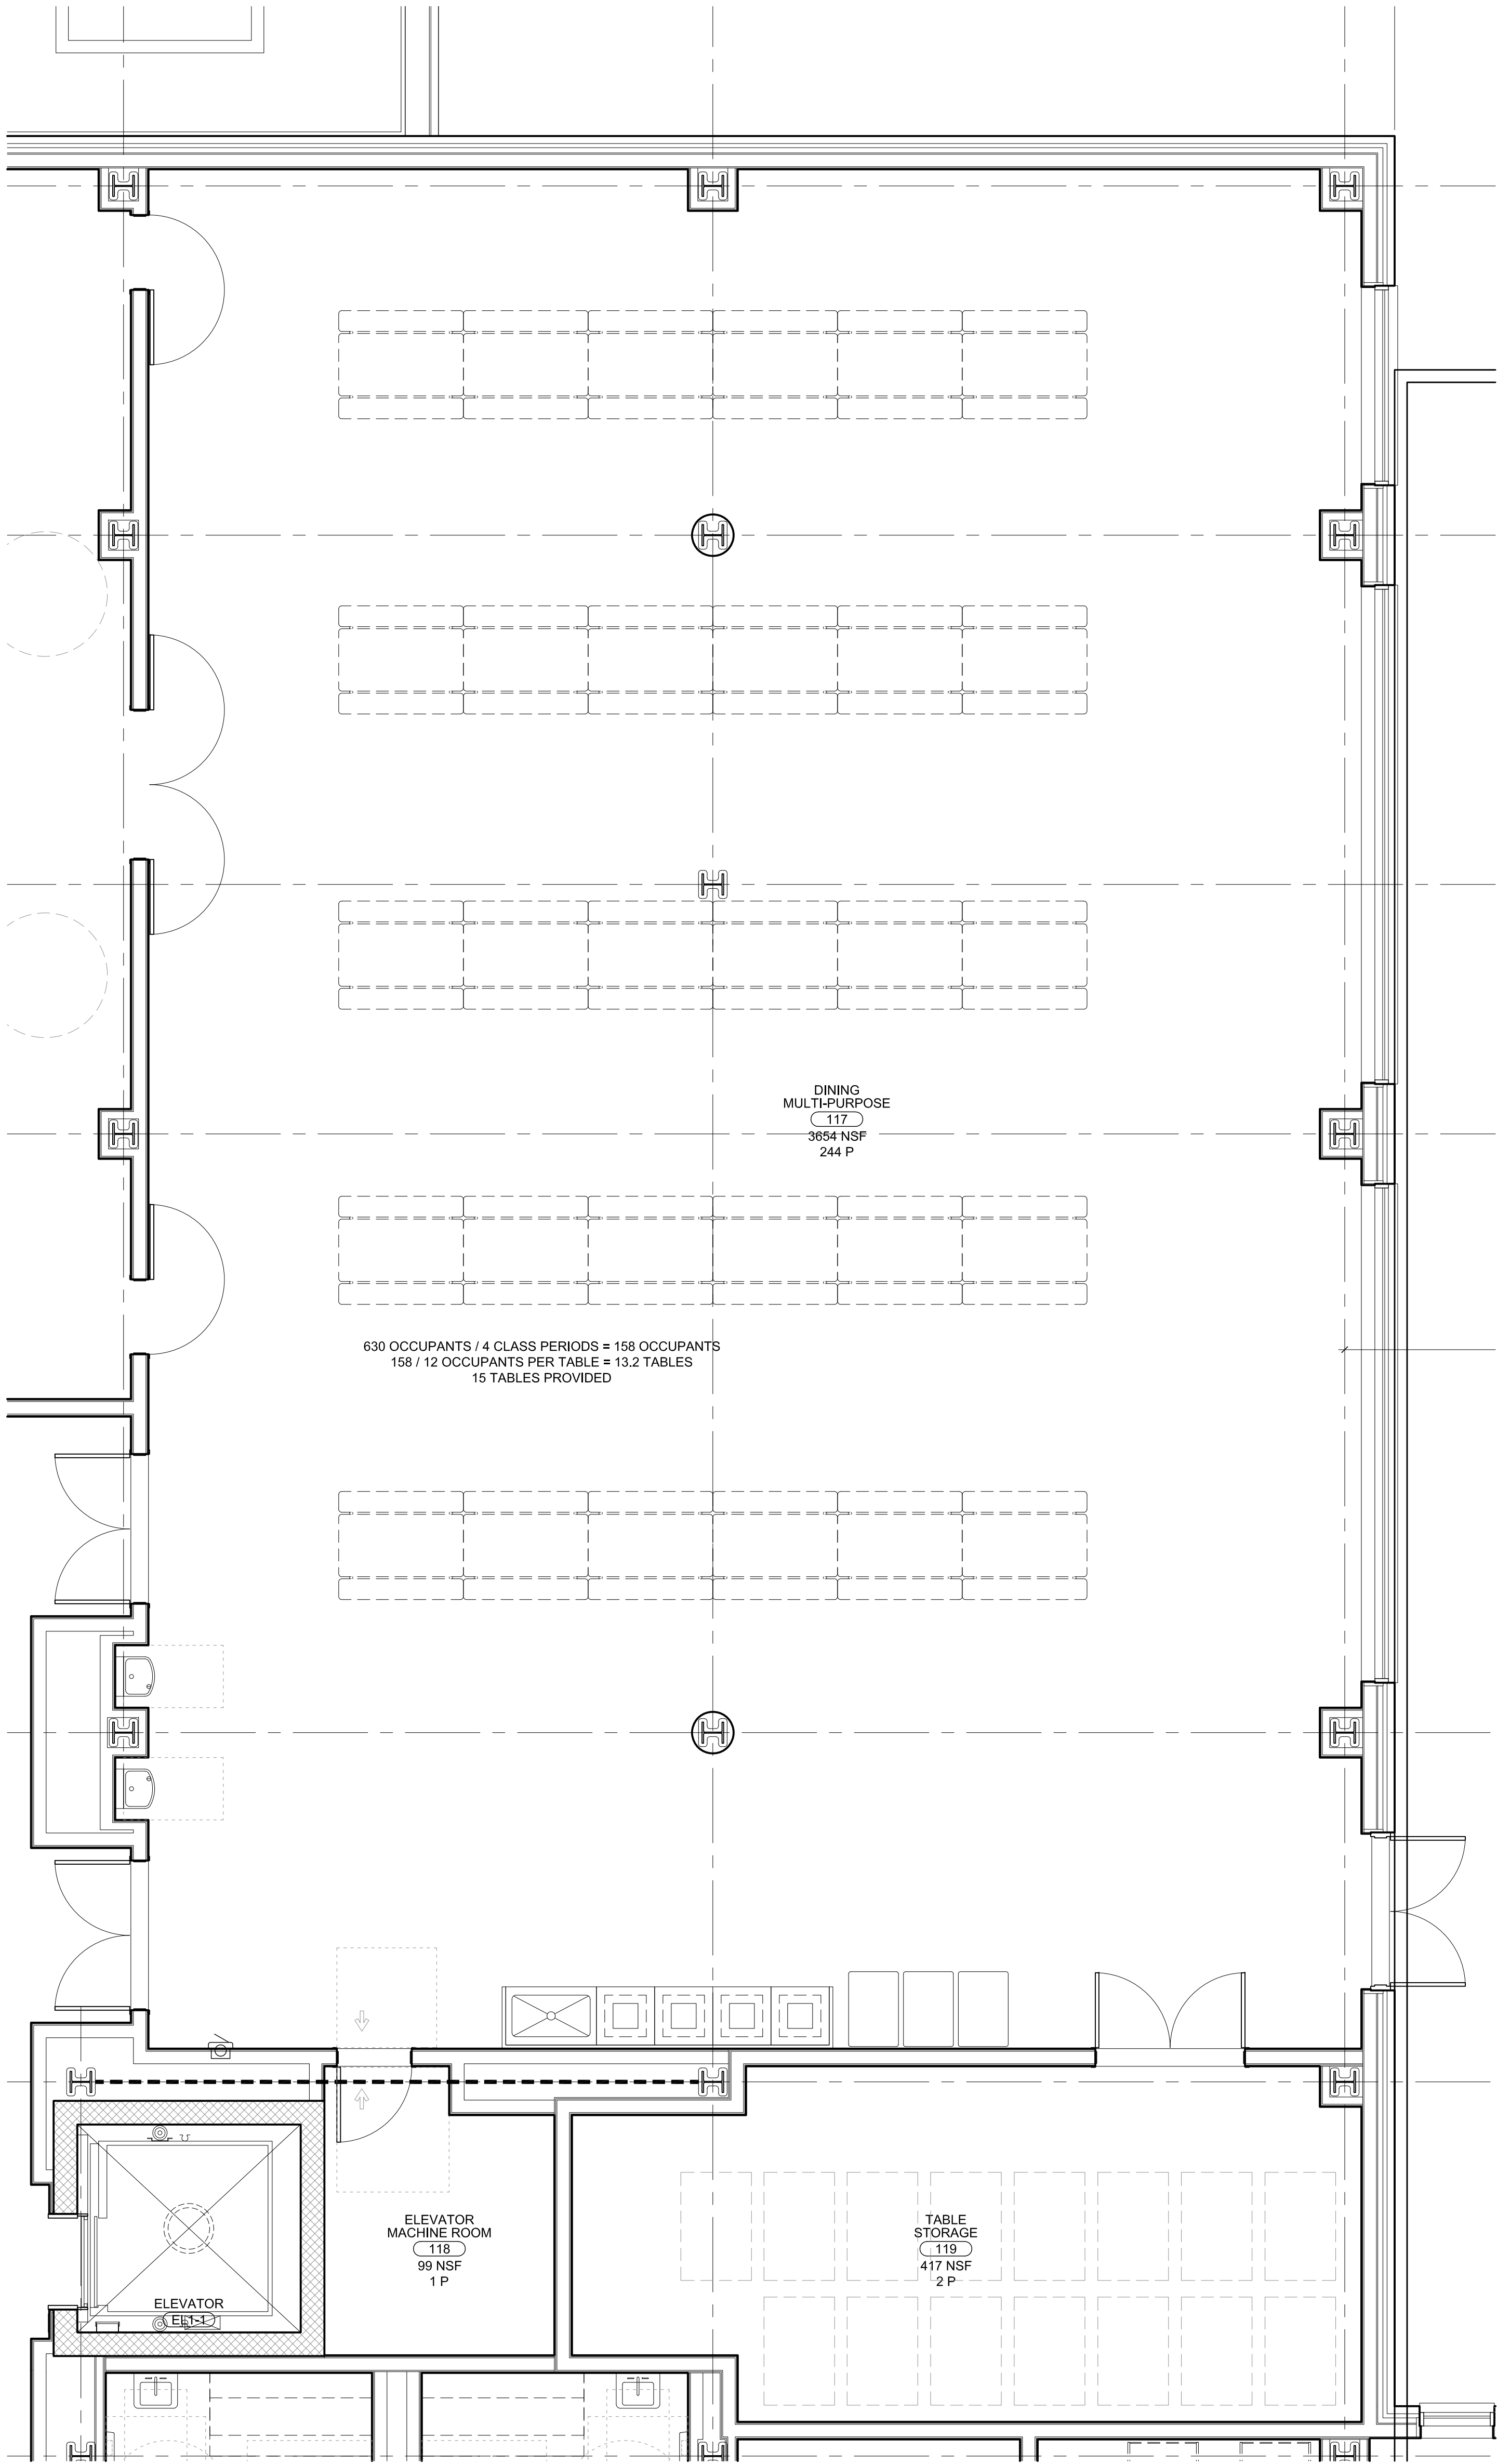 DINING
MULTI-PURPOSE
117
3654 NSF
244 P
630 OCCUPANTS / 4 CLASS PERIODS = 158 OCCUPANTS
158 / 12 OCCUPANTS PER TABLE = 13.2 TABLES
15 TABLES PROVIDED
ELEVATOR
MACHINE ROOM
118
99 NSF
1 P
TABLE
STORAGE
119
417 NSF
2 P
ELEVATOR
EL1-1